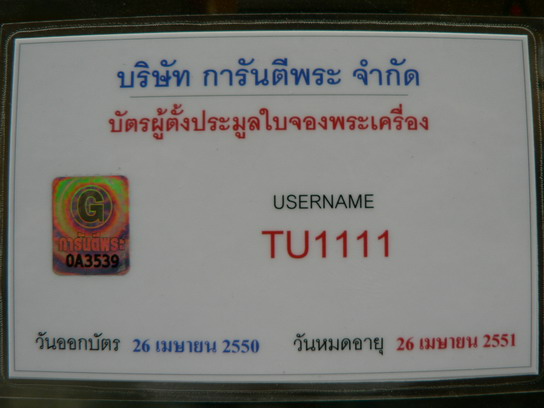 บริษัท การันตีพระ จำกัด
บัตรผู้ตั้งประมูลใบจองพระเครื่อง
USERNAME
TU1111
G
การันตีพระ
0A3539
วันออกบัตร 26 เมษายน 2550 วันหมดอายุ 26 เมษายน 2551